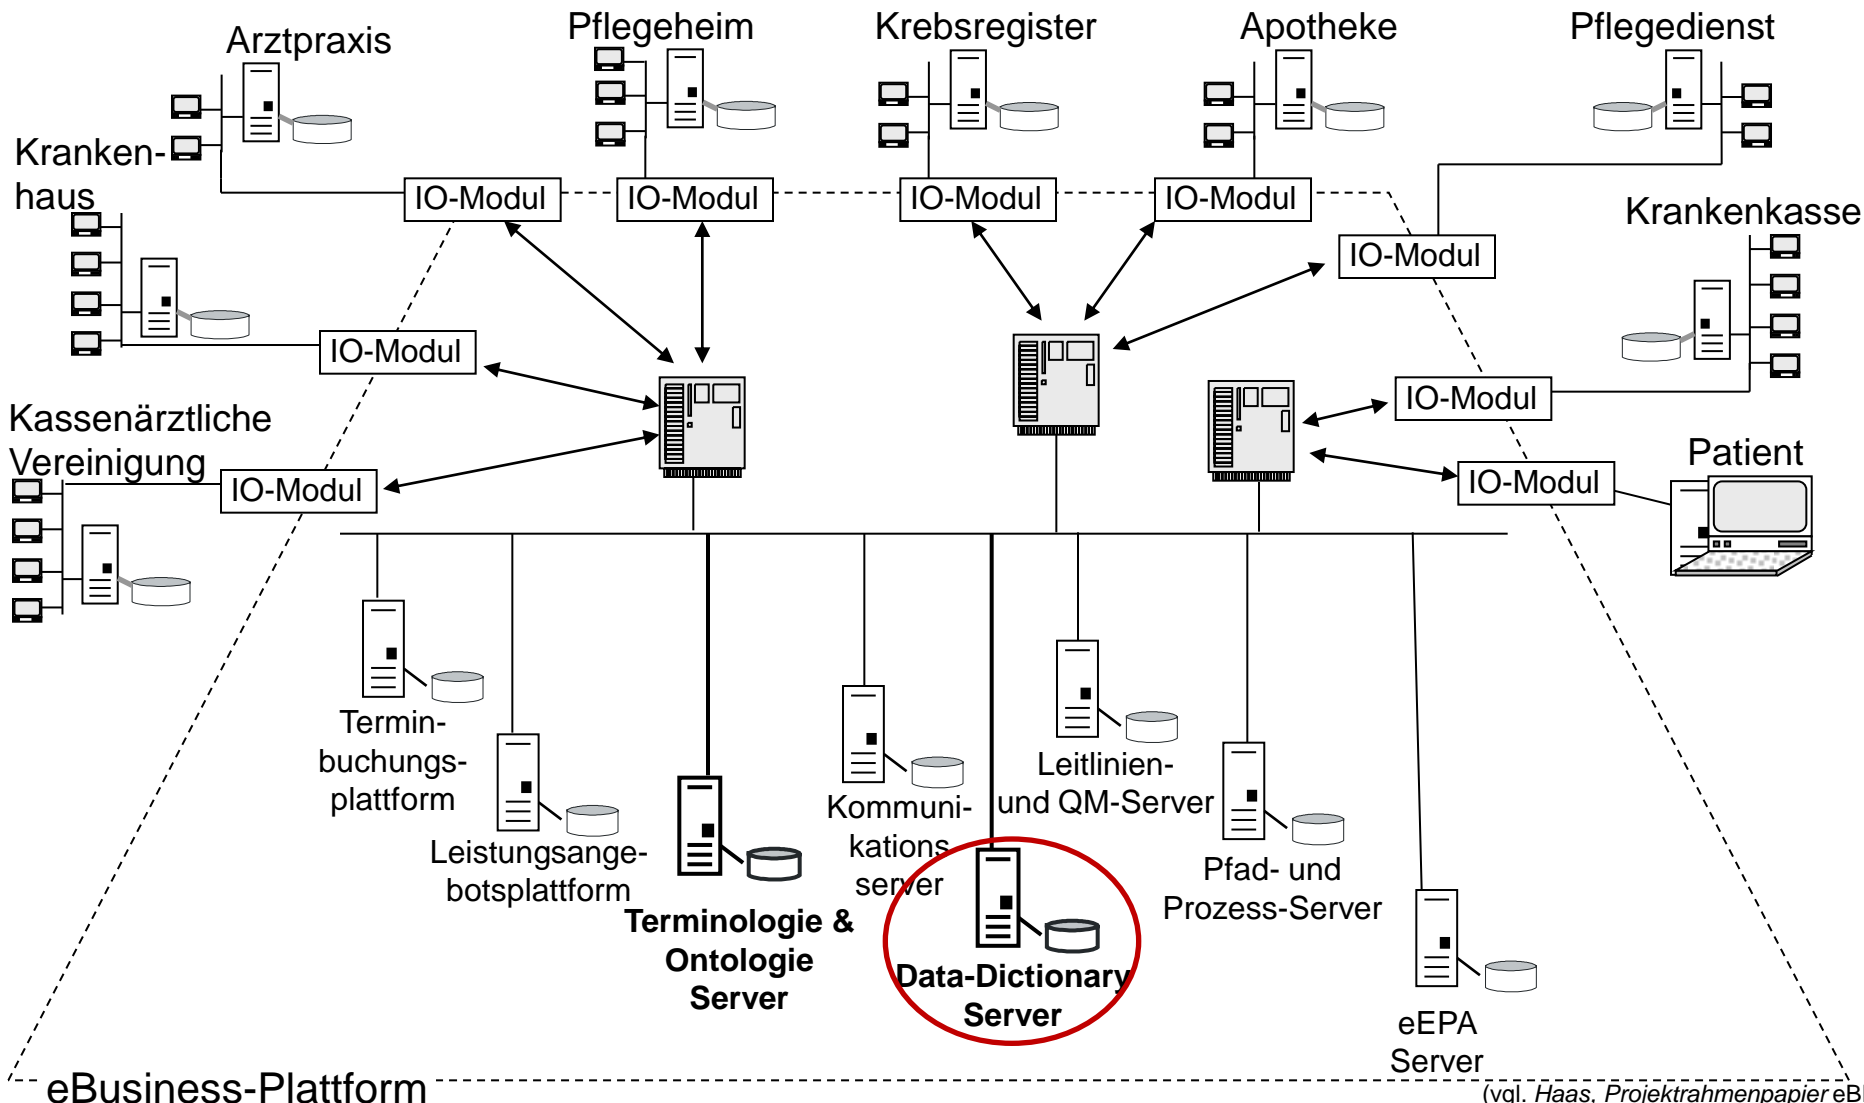 Arztpraxis
Pflegeheim
Krebsregister
Apotheke
Pflegedienst
Kranken-
haus
IO-Modul
IO-Modul
IO-Modul
IO-Modul
Krankenkasse
IO-Modul
IO-Modul
IO-Modul
Kassenärztliche
Vereinigung
IO-Modul
Patient
IO-Modul
Termin-
buchungs-
plattform
Leistungsange-
botsplattform
Terminologie &
Ontologie
Server
Kommuni-
kations
server
Data-Dictionary
Server
Leitlinien-
und QM-Server
Pfad- und
Prozess-Server
eEPA
Server
eBusiness-Plattform
(vgl. Haas, Projektrahmenpapier